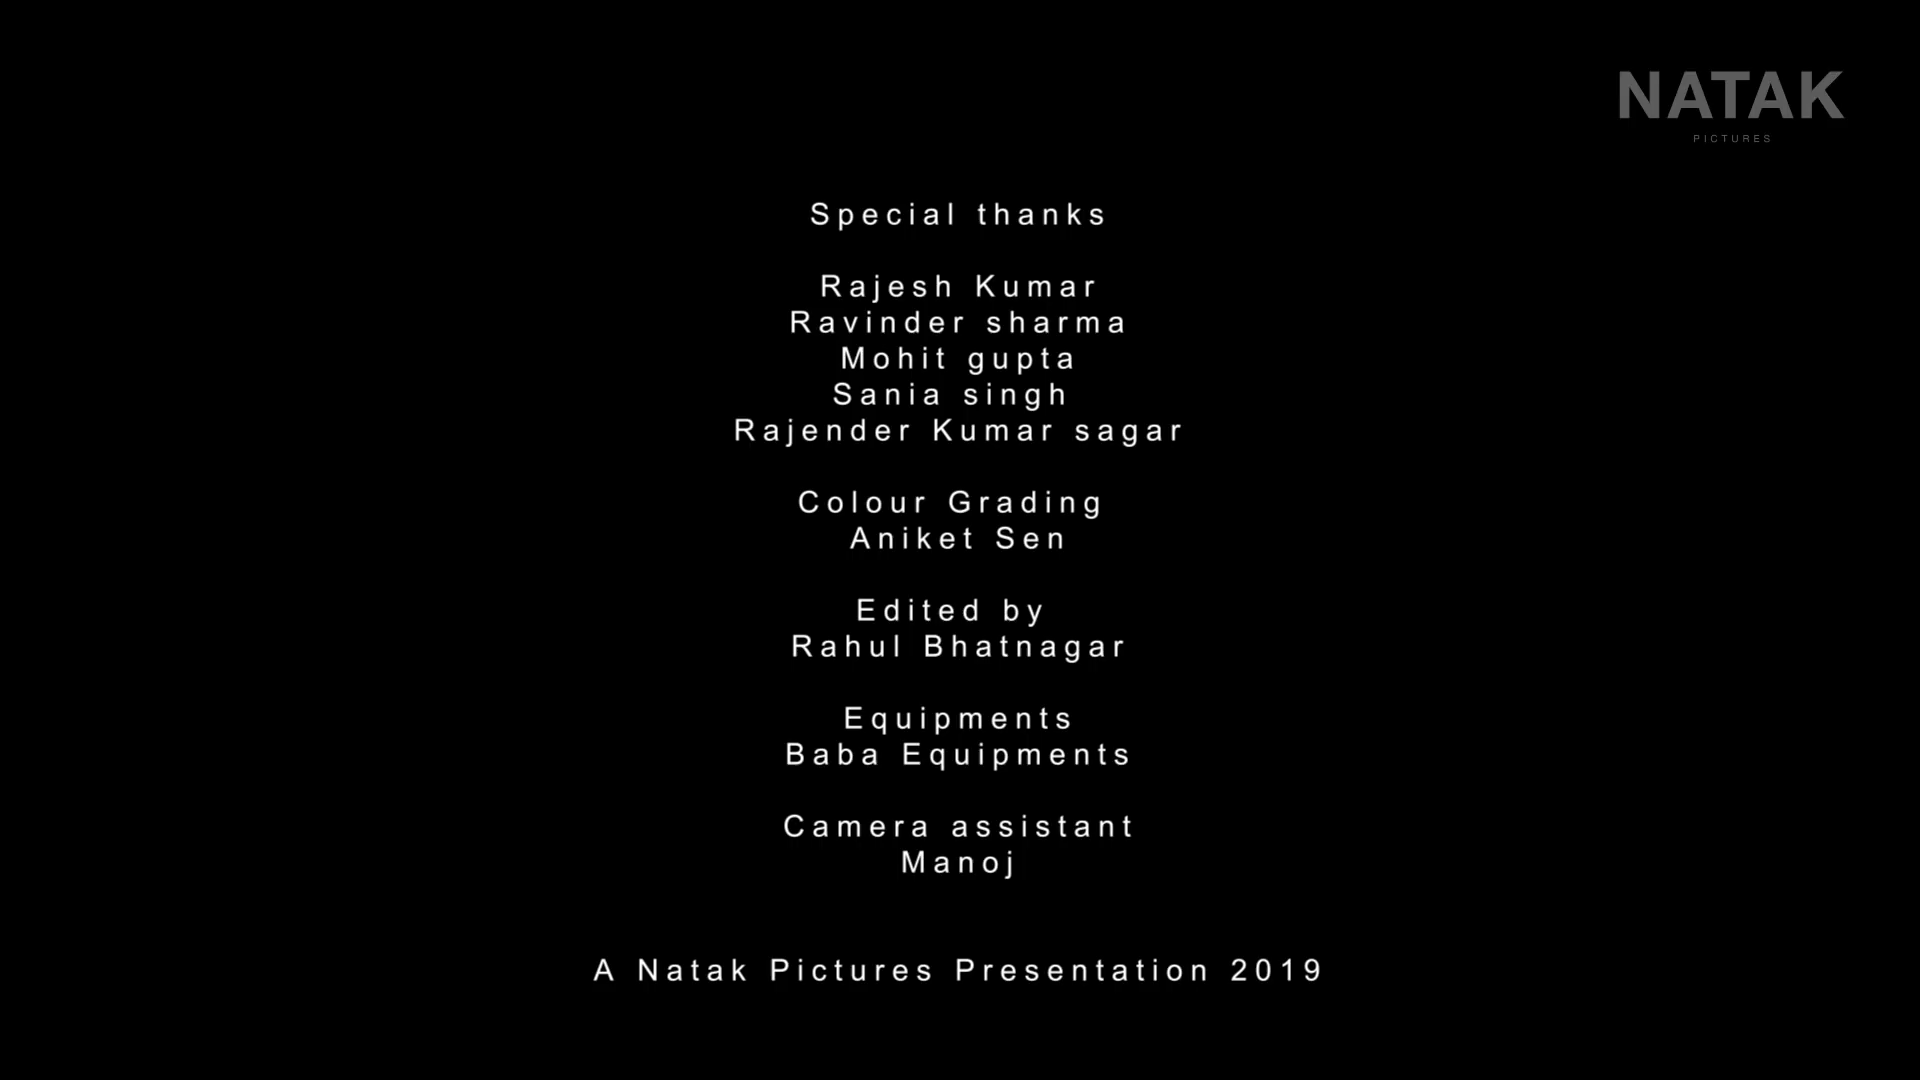 NATAK
PICTURES
Special thanks
Rajesh Kumar
Ravinder sharma
Mohit gupta
Sania singh
Rajender Kumar sagar
Colour Grading
Aniket Sen
Edited by
Rahul Bhatnagar
Equipments
Baba Equipments
Camera assistant
Manoj
A Natak Pictures Presentation 2019